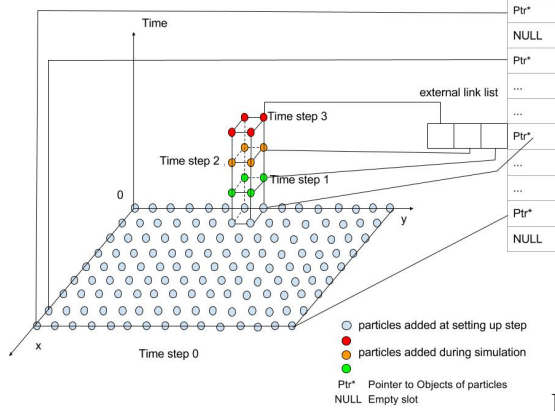 Ptr*
Time
NULL
Ptr*
...
external link list
...
Time step 3
Ptr*
Time step 2
...
Time step 1
...
0
y
Ptr*
NULL
x
Time step 0
particles added at setting up step
particles added during simulation
Ptr* Pointer to Objects of particles
NULL Empty slot